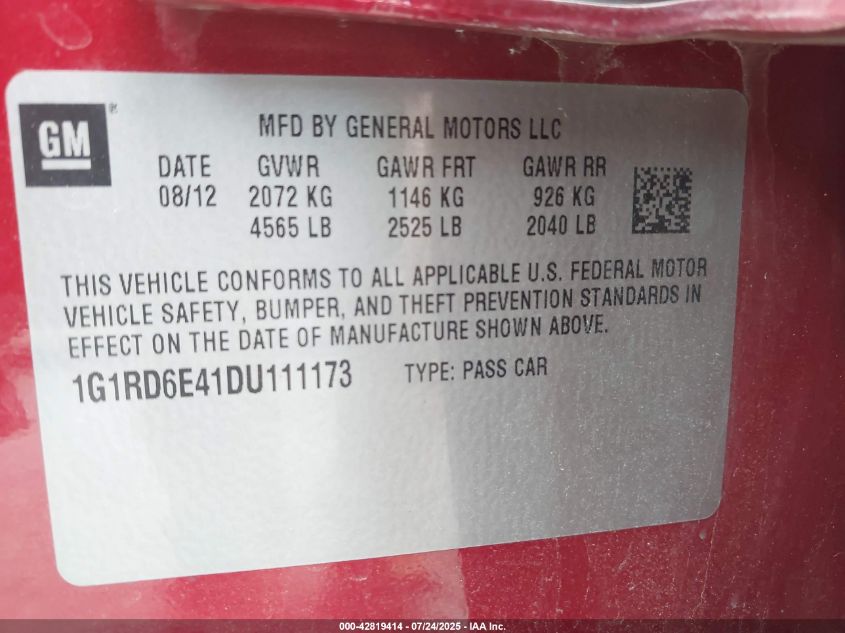 GM ®
MFD BY GENERAL MOTORS LLC
DATE GVWR GAWR FRT GAWR RR
08/12 2072 KG 1146 KG 926 KG
4565 LB 2525 LB 2040 LB
THIS VEHICLE CONFORMS TO ALL APPLICABLE U.S. FEDERAL MOTOR
VEHICLE SAFETY, BUMPER, AND THEFT PREVENTION STANDARDS IN
EFFECT ON THE DATE OF MANUFACTURE SHOWN ABOVE.
1G1RD6E41DU111173 TYPE: PASS CAR
000-42819414 - 07/24/2025 - IAA Inc.